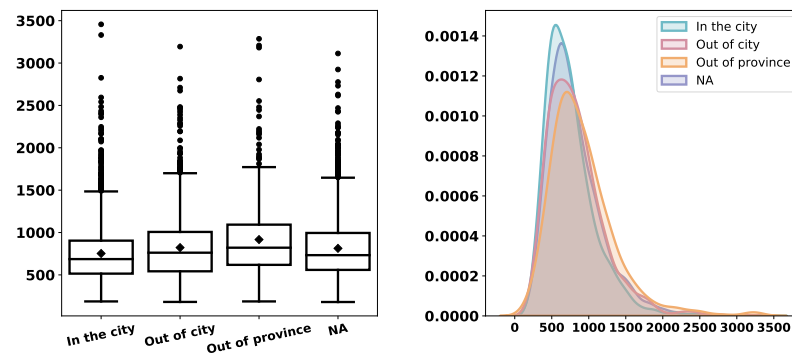 3500
3000
2500
2000
1500
1000
500
In the city
Out of city
Out of province
NA
0.0014
0.0012
0.0010
0.0008
0.0006
0.0004
0.0002
0.0000
0 500 1000 1500 2000 2500 3000 3500
In the city
Out of city
Out of province
NA